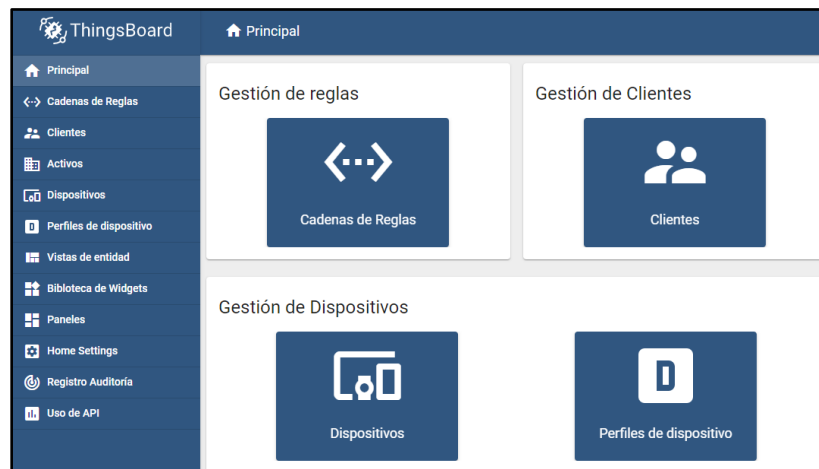 ThingsBoard
Principal
Principal
Cadenas de Reglas
Clientes
Activos
Dispositivos
Perfiles de dispositivo
Vistas de entidad
Bibloteca de Widgets
Paneles
Home Settings
Registro Auditoría
Uso de API
Gestión de reglas
Cadenas de Reglas
Gestión de Clientes
Clientes
Gestión de Dispositivos
Dispositivos
D
Perfiles de dispositivo